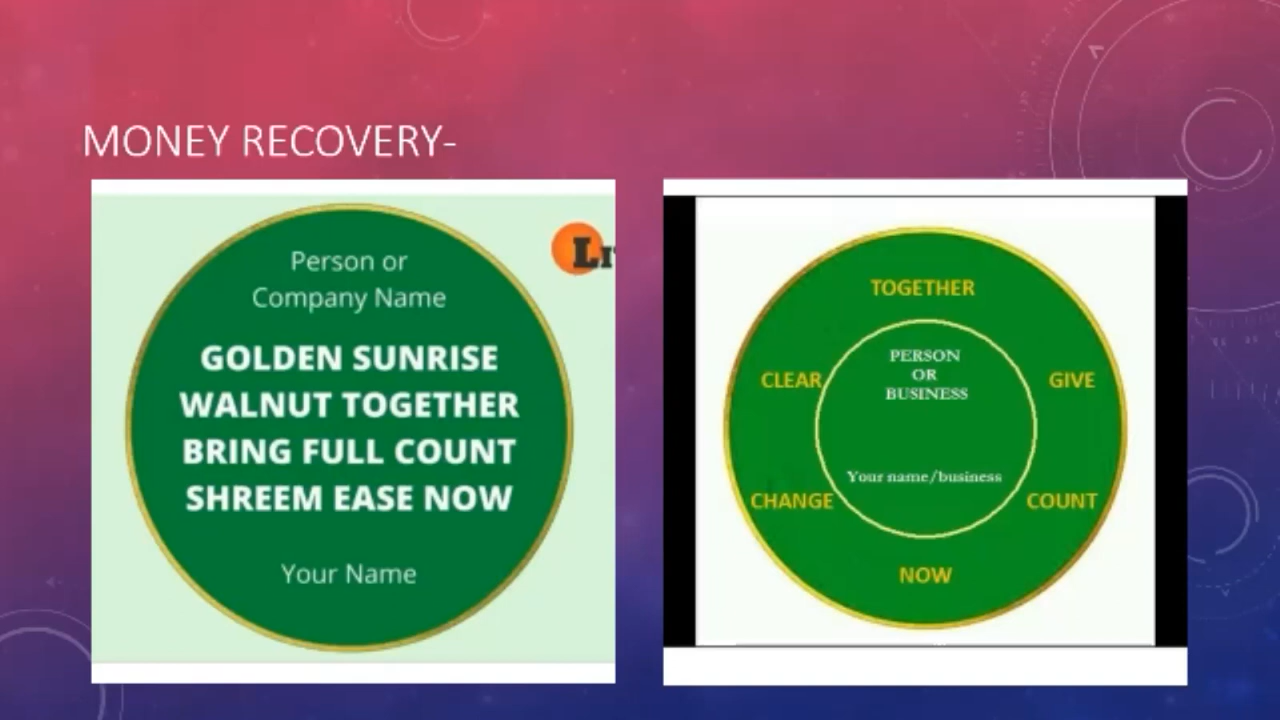 MONEY RECOVERY-
Person or
Company Name
GOLDEN SUNRISE
WALNUT TOGETHER
BRING FULL COUNT
SHREEM EASE NOW
Your Name
TOGETHER
CLEAR
GIVE
PERSON
OR
BUSINESS
Your name/business
CHANGE
COUNT
NOW